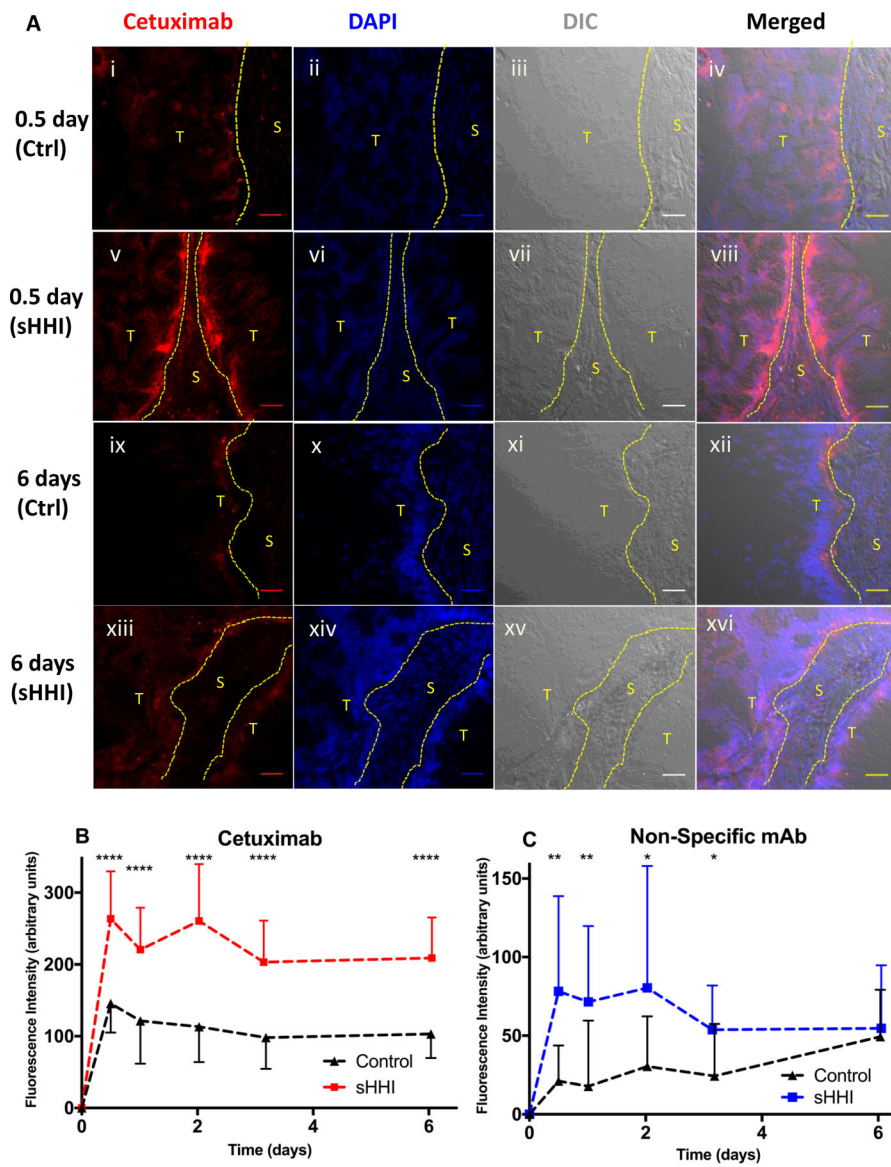 A
Cetuximab DAPI DIC Merged
0.5 day
(Ctrl)
i T S
ii T
iii T
iv S
0.5 day
(sHHI)
v T S T
vi T T
vii T S T
viii
6 days
(Ctrl)
ix T S
x T S
xi T S
xii T S
6 days
(sHHI)
xiii T S T
xiv T S T
xv T S T
xvi T S T
B
Cetuximab
**** **** **** **** ****
Fluorescence Intensity (arbitrary units)
300
200
100
0
Control
sHHI
0 2 4 6
Time (days)
C
Non-Specific mAb
** ** * *
Fluorescence Intensity (arbitrary units)
150
100
50
0
Control
sHHI
0 2 4 6
Time (days)